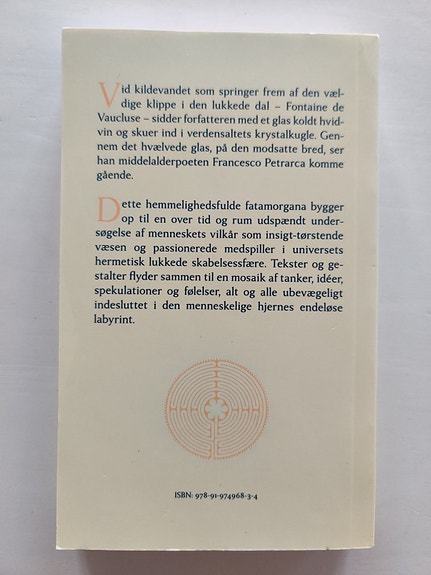 Vid kildevandet som springer frem af den væl-
dige klippe i den lukkede dal – Fontaine de
Vaucluse – sidder forfatteren med et glas koldt hvid-
vin og skuer ind i verdensaltets krystalkugle. Gen-
nem det hvælvede glas, på den modsatte bred, ser
han middelalderpoeten Francesco Petrarca komme
gående.
Dette hemmelighedsfulde fatamorgana bygger
op til en over tid og rum udspændt under-
søgelse af menneskets vilkår som insigt-tørstende
væsen og passionerede medspiller i universets
hermetisk lukkede skabelsessfære. Tekster og ge-
stalter flyder sammen til en mosaik af tanker, idéer,
spekulationer og følelser, alt og alle ubevægeligt
indesluttet i den menneskelige hjernes endeløse
labyrint.
ISBN: 978-91-974968-3-4